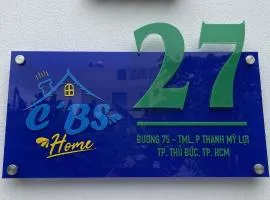 27
C'BS
Home
ĐƯỜNG 75 - TML, P THẠNH MỸ LỢI
TP. THỦ ĐỨC, TP. HCM